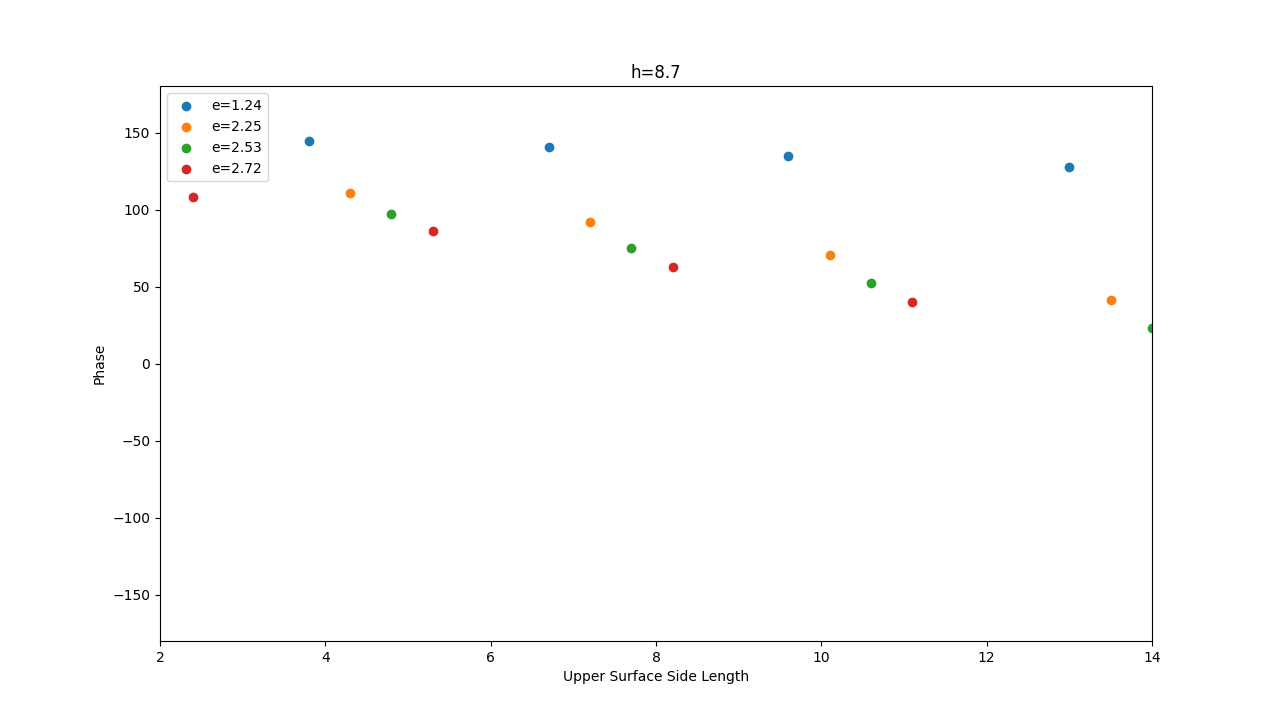 h=8.7
e=1.24
e=2.25
e=2.53
e=2.72
150
100
50
0
−50
−100
−150
Phase
2 4 6 8 10 12 14
Upper Surface Side Length